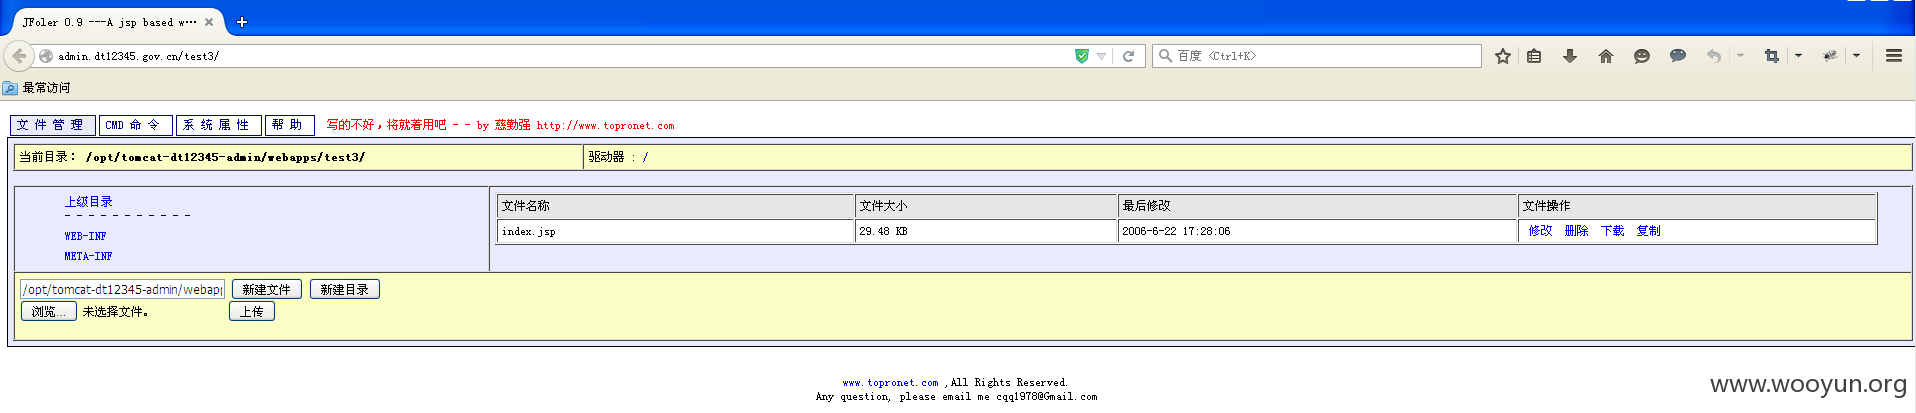 JFoler 0.9 ---A jsp based w...
admin.dt12345.gov.cn/test3/
百度 <Ctrl+K>
最常访问
文件管理 CMD命令 系统属性 帮助 写的不好，将就着用吧 - - by 慈勤强 http://www.topronet.com
当前目录： /opt/tomcat-dt12345-admin/webapps/test3/ 驱动器 : /
上级目录
- - - - - - - - - - -
WEB-INF
META-INF
文件名称 文件大小 最后修改 文件操作
index.jsp 29.48 KB 2006-6-22 17:28:06 修改 删除 下载 复制
/opt/tomcat-dt12345-admin/webapp 新建文件 新建目录
浏览... 未选择文件。 上传
www.topronet.com ,All Rights Reserved.
Any question, please email me cqq1978@Gmail.com
www.wooyun.org